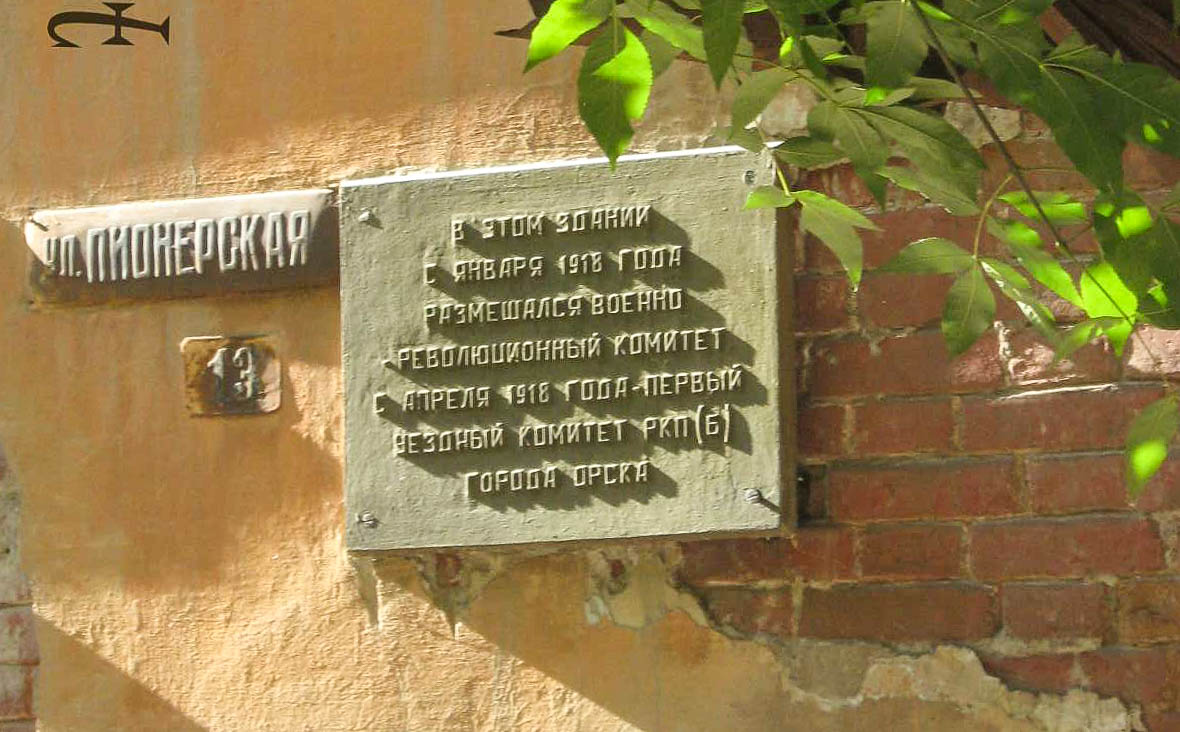 УЛ. ПИОНЕРСКАЯ
13
В ЭТОМ ЗДАНИИ
С ЯНВАРЯ 1918 ГОДА
РАЗМЕШАЛСЯ ВОЕННО
-РЕВОЛЮЦИОННЫЙ КОМИТЕТ
С АПРЕЛЯ 1918 ГОДА-ПЕРВЫЙ
УЕЗДНЫЙ КОМИТЕТ РКП(б)
ГОРОДА ОРСКА